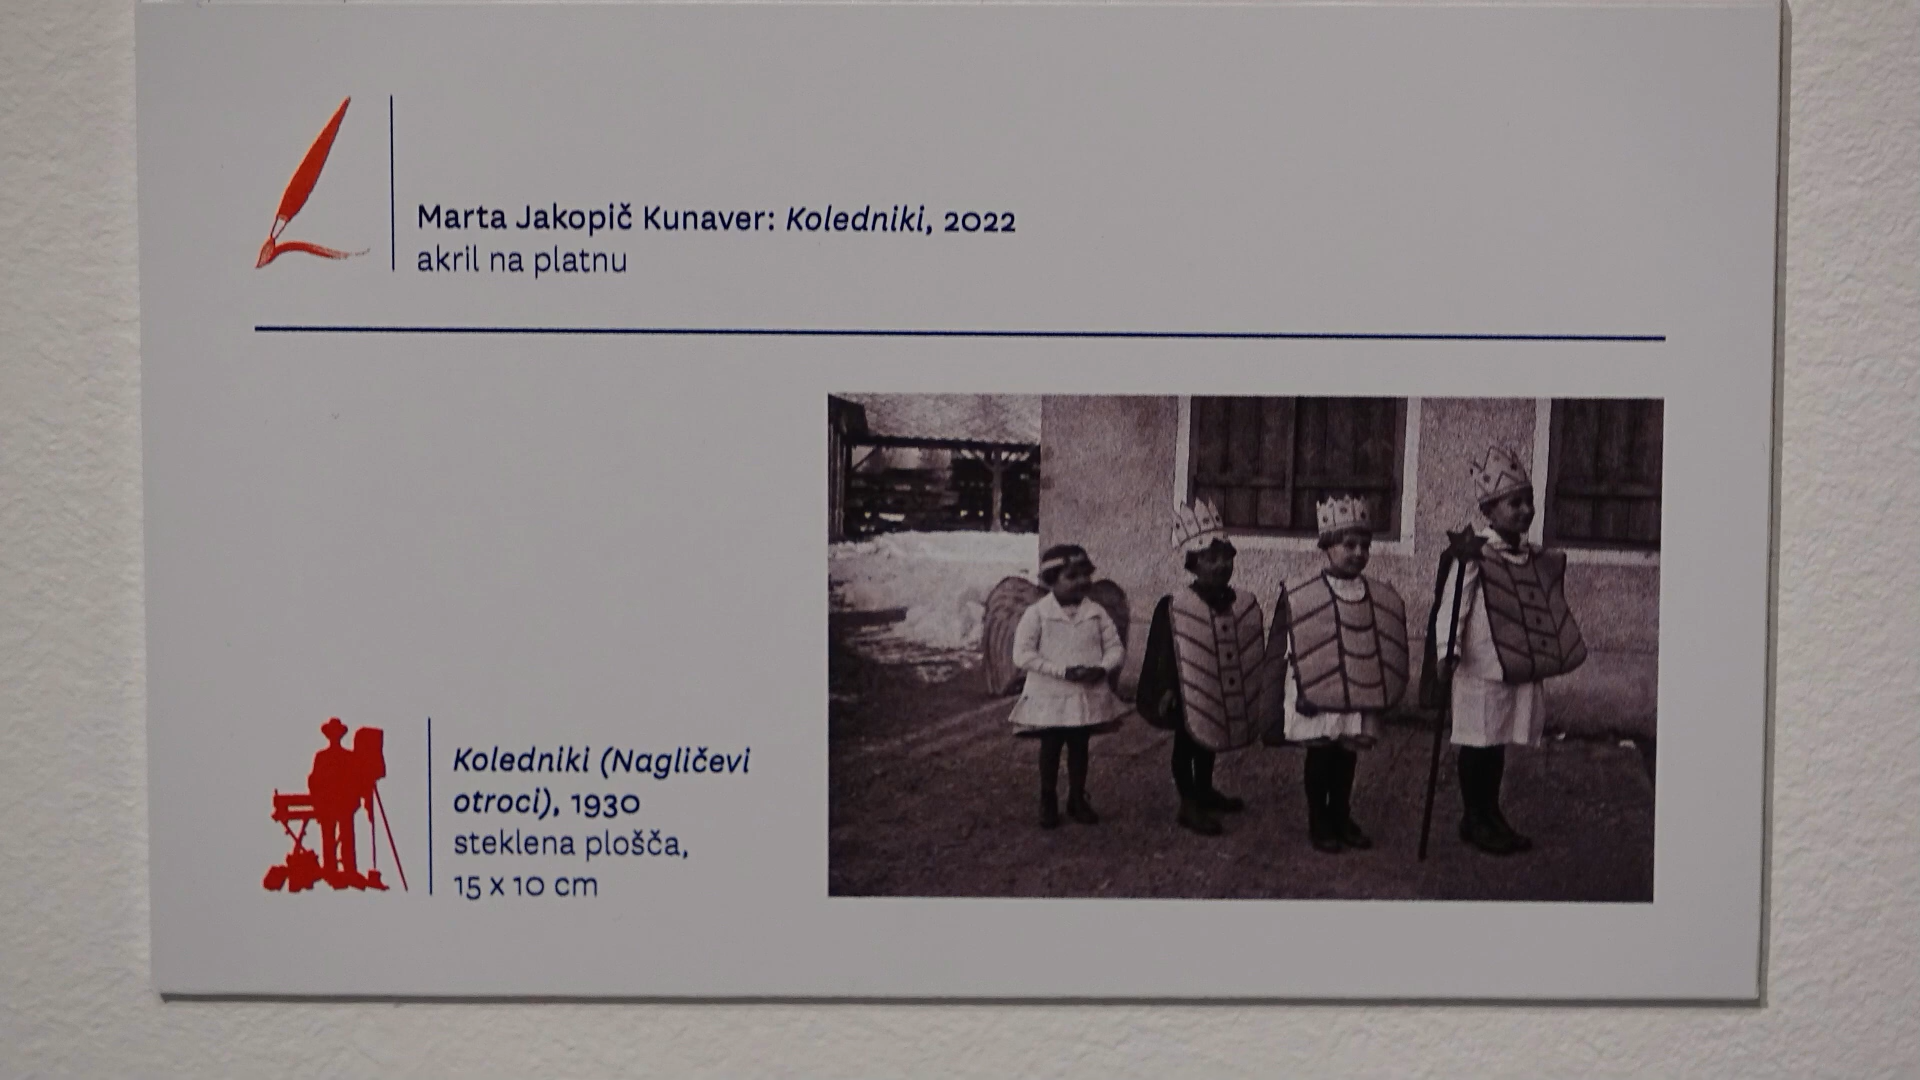 Marta Jakopič Kunaver: Koledniki, 2022
akril na platnu
Koledniki (Nagličevi
otroci), 1930
steklena plošča,
15 x 10 cm